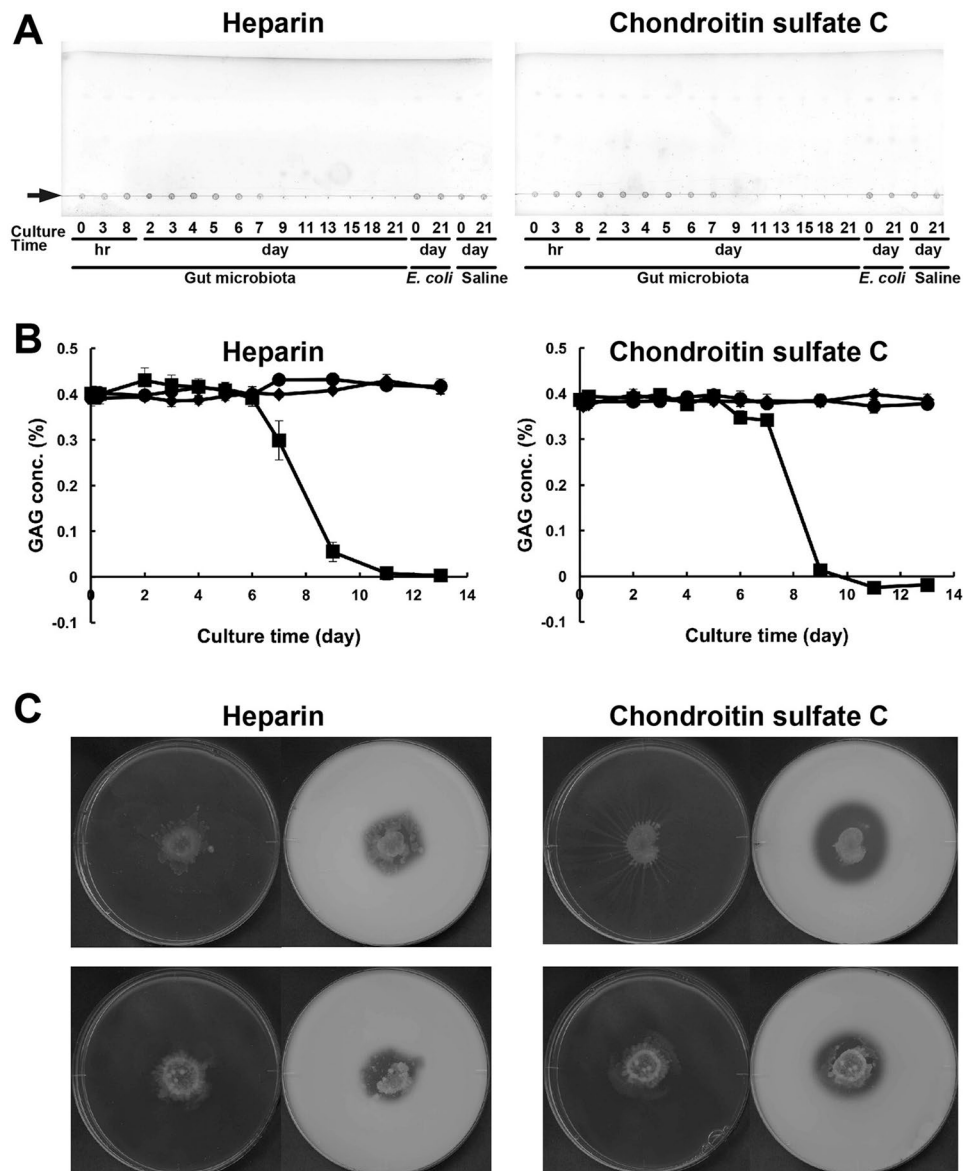 A
Heparin
Chondroitin sulfate C
Culture Time
0 3 8 2 3 4 5 6 7 9 11 13 15 18 21 0 21 0 21
hr day day day
Gut microbiota E. coli Saline
0 3 8 2 3 4 5 6 7 9 11 13 15 18 21 0 21 0 21
hr day day day
Gut microbiota E. coli Saline
B
Heparin
GAG conc. (%)
0.5
0.4
0.3
0.2
0.1
0
-0.1
0 2 4 6 8 10 12 14
Culture time (day)
Chondroitin sulfate C
GAG conc. (%)
0.5
0.4
0.3
0.2
0.1
0
-0.1
0 2 4 6 8 10 12 14
Culture time (day)
C
Heparin
Chondroitin sulfate C